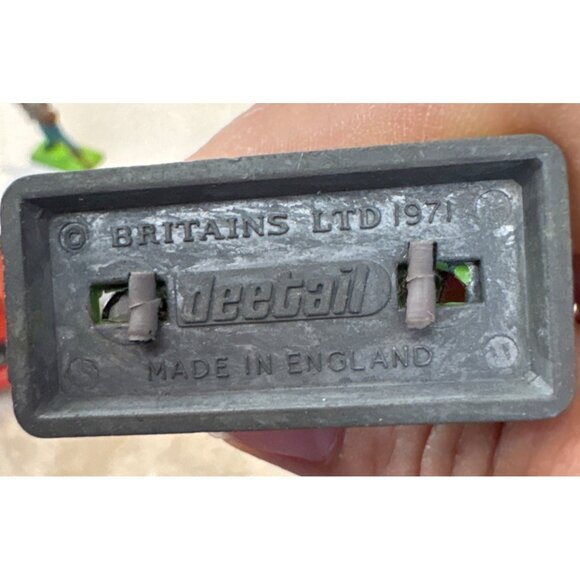 © BRITAINS LTD 1971
deetail
MADE IN ENGLAND